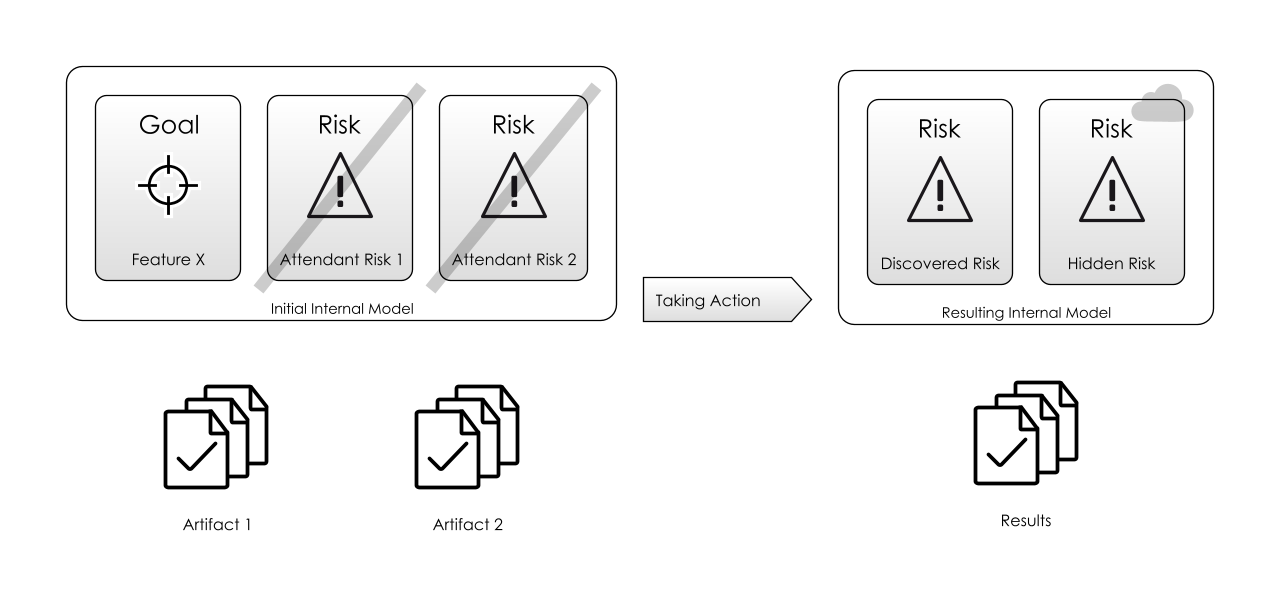 Goal
Feature X
Risk
Attendant Risk 1
Risk
Attendant Risk 2
Initial Internal Model
Taking Action
Risk
Discovered Risk
Risk
Hidden Risk
Resulting Internal Model
Artifact 1
Artifact 2
Results